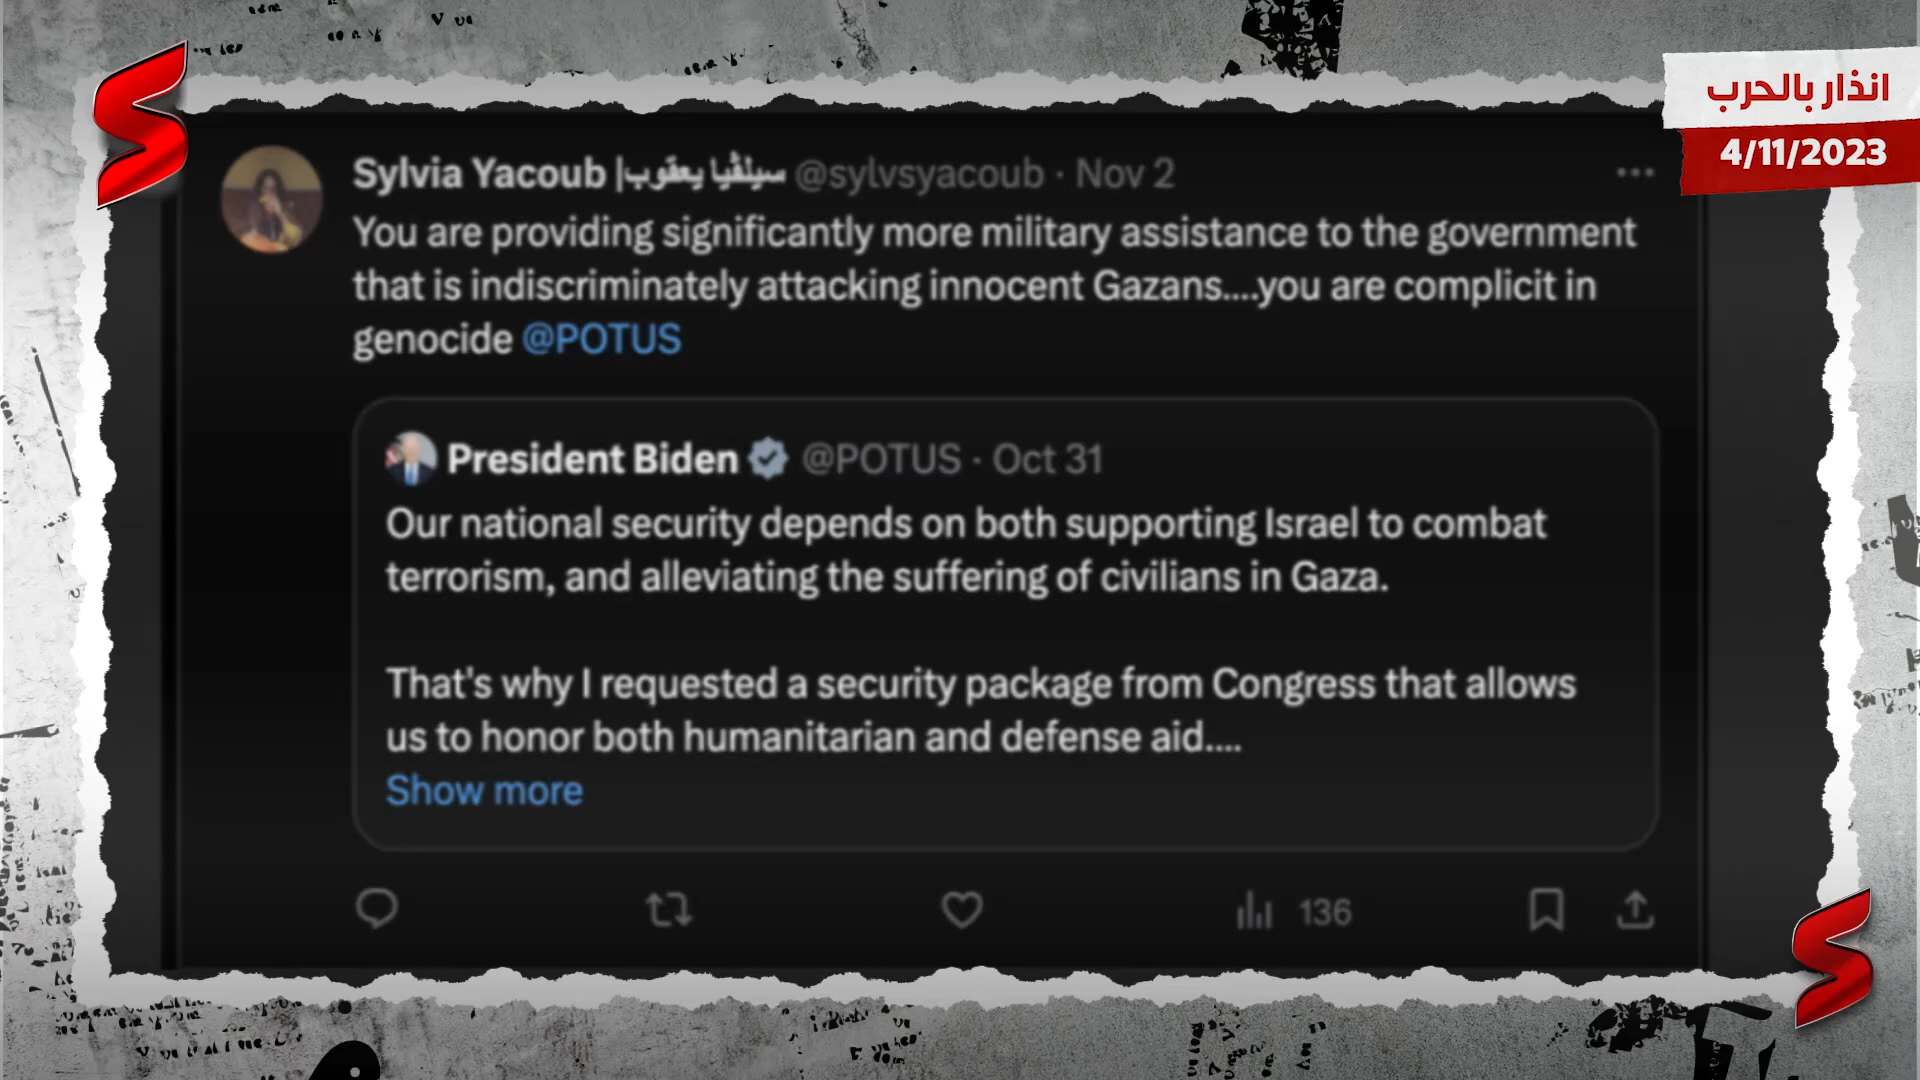 انذار بالحرب
4/11/2023
Sylvia Yacoub |سيلڤيا يعقوب @sylvsyacoub · Nov 2
You are providing significantly more military assistance to the government
that is indiscriminately attacking innocent Gazans....you are complicit in
genocide @POTUS
President Biden @POTUS · Oct 31
Our national security depends on both supporting Israel to combat
terrorism, and alleviating the suffering of civilians in Gaza.
That's why I requested a security package from Congress that allows
us to honor both humanitarian and defense aid....
Show more
136